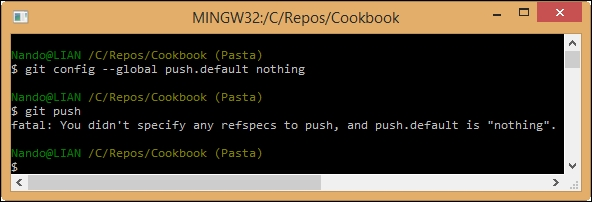 MINGW32:/C/Repos/Cookbook
Nando@LIAN /C/Repos/Cookbook (Pasta)
$ git config --global push.default nothing
Nando@LIAN /C/Repos/Cookbook (Pasta)
$ git push
fatal: You didn't specify any refspecs to push, and push.default is "nothing".
Nando@LIAN /C/Repos/Cookbook (Pasta)
$